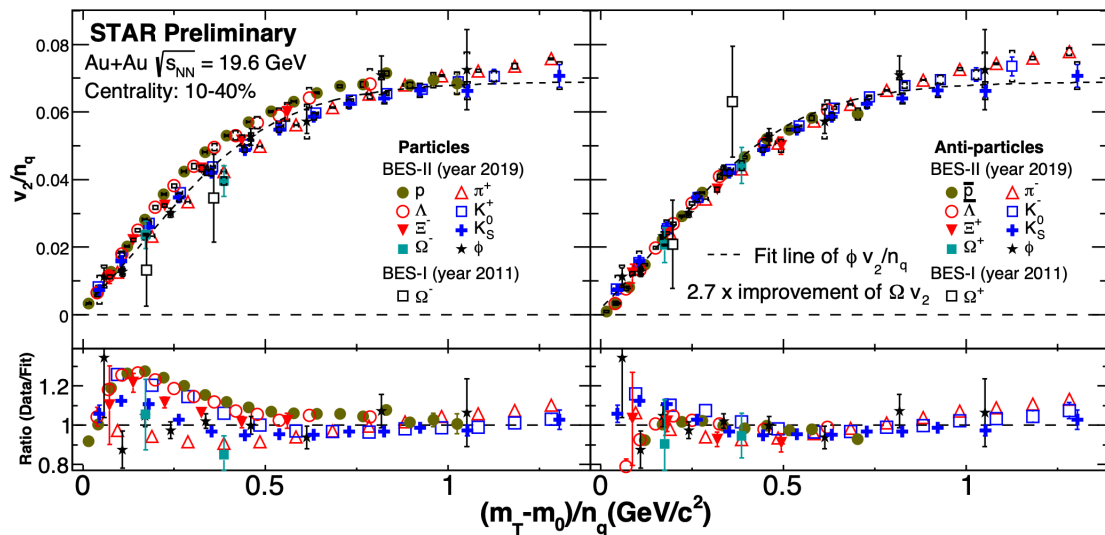 STAR Preliminary
Au+Au √sNN = 19.6 GeV
Centrality: 10-40%
v2/nq
0.08
0.06
0.04
0.02
0
Particles
BES-II (year 2019)
p π+
Λ K+
Ξ- K0S
Ω- ϕ
BES-I (year 2011)
Ω-
Anti-particles
BES-II (year 2019)
p̅ π-
Λ̅ K-
Ξ+ K0S
Ω+ ϕ
BES-I (year 2011)
Ω+
Fit line of ϕ v2/nq
2.7 x improvement of Ω v2
Ratio (Data/Fit)
1.2
1
0.8
0 0.5 1 0 0.5 1
(mT-m0)/nq(GeV/c2)